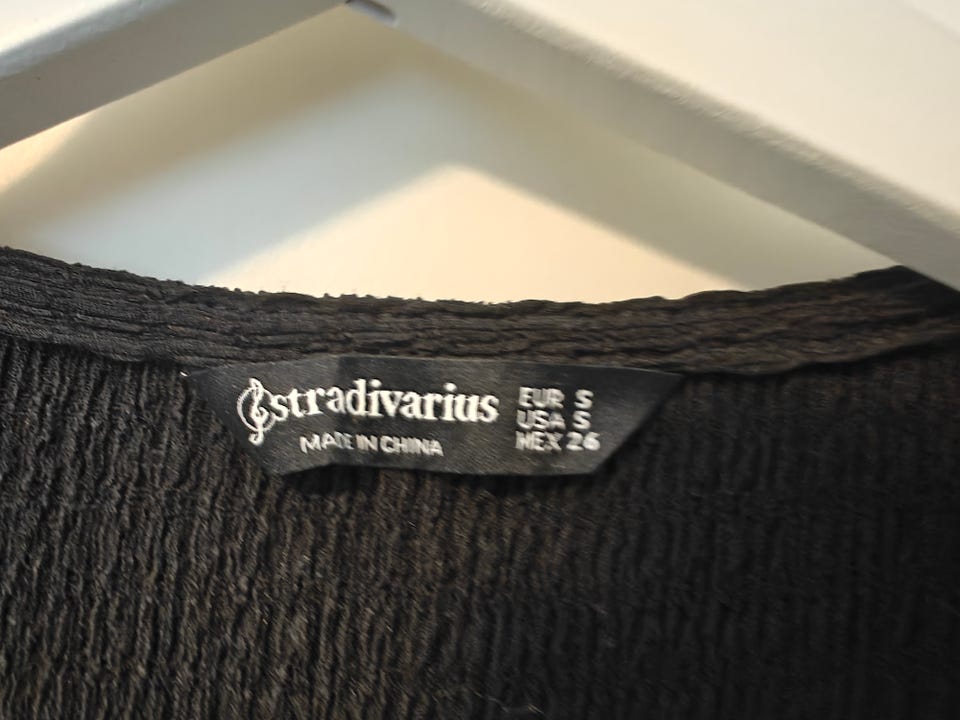 stradivarius
MADE IN CHINA
EUR S
USA S
MEX 26